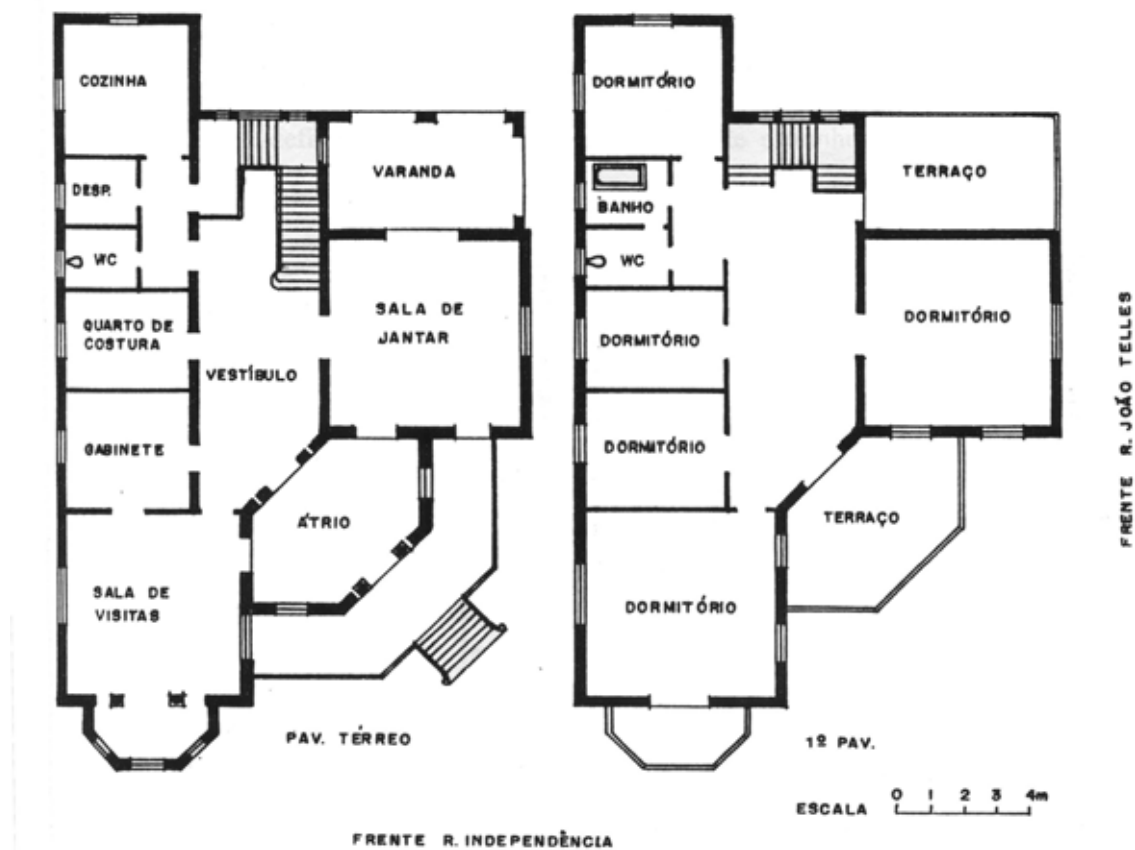 COZINHA
DESP.
WC
QUARTO DE
COSTURA
GABINETE
SALA DE
VISITAS
VESTÍBULO
VARANDA
SALA DE
JANTAR
ÁTRIO
PAV. TÉRREO
DORMITÓRIO
BANHO
WC
DORMITÓRIO
DORMITÓRIO
DORMITÓRIO
TERRAÇO
DORMITÓRIO
TERRAÇO
1º PAV.
ESCALA 0 1 2 3 4m
FRENTE R. INDEPENDÊNCIA
FRENTE R. JOÃO TELLES